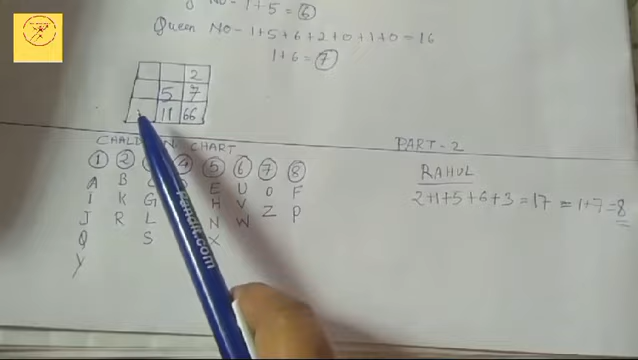 No - 1+5 = 6
Queen No - 1+5+6+2+0+1+0 = 16
1+6 = 7
2
5 7
11 66
CHART PART-2
1 2 4 5 6 7 8 RAHUL
A B E U O F 2+1+5+6+3 = 17 = 1+7 = 8
I K G H V Z P
J R L N W
Q S X
Y